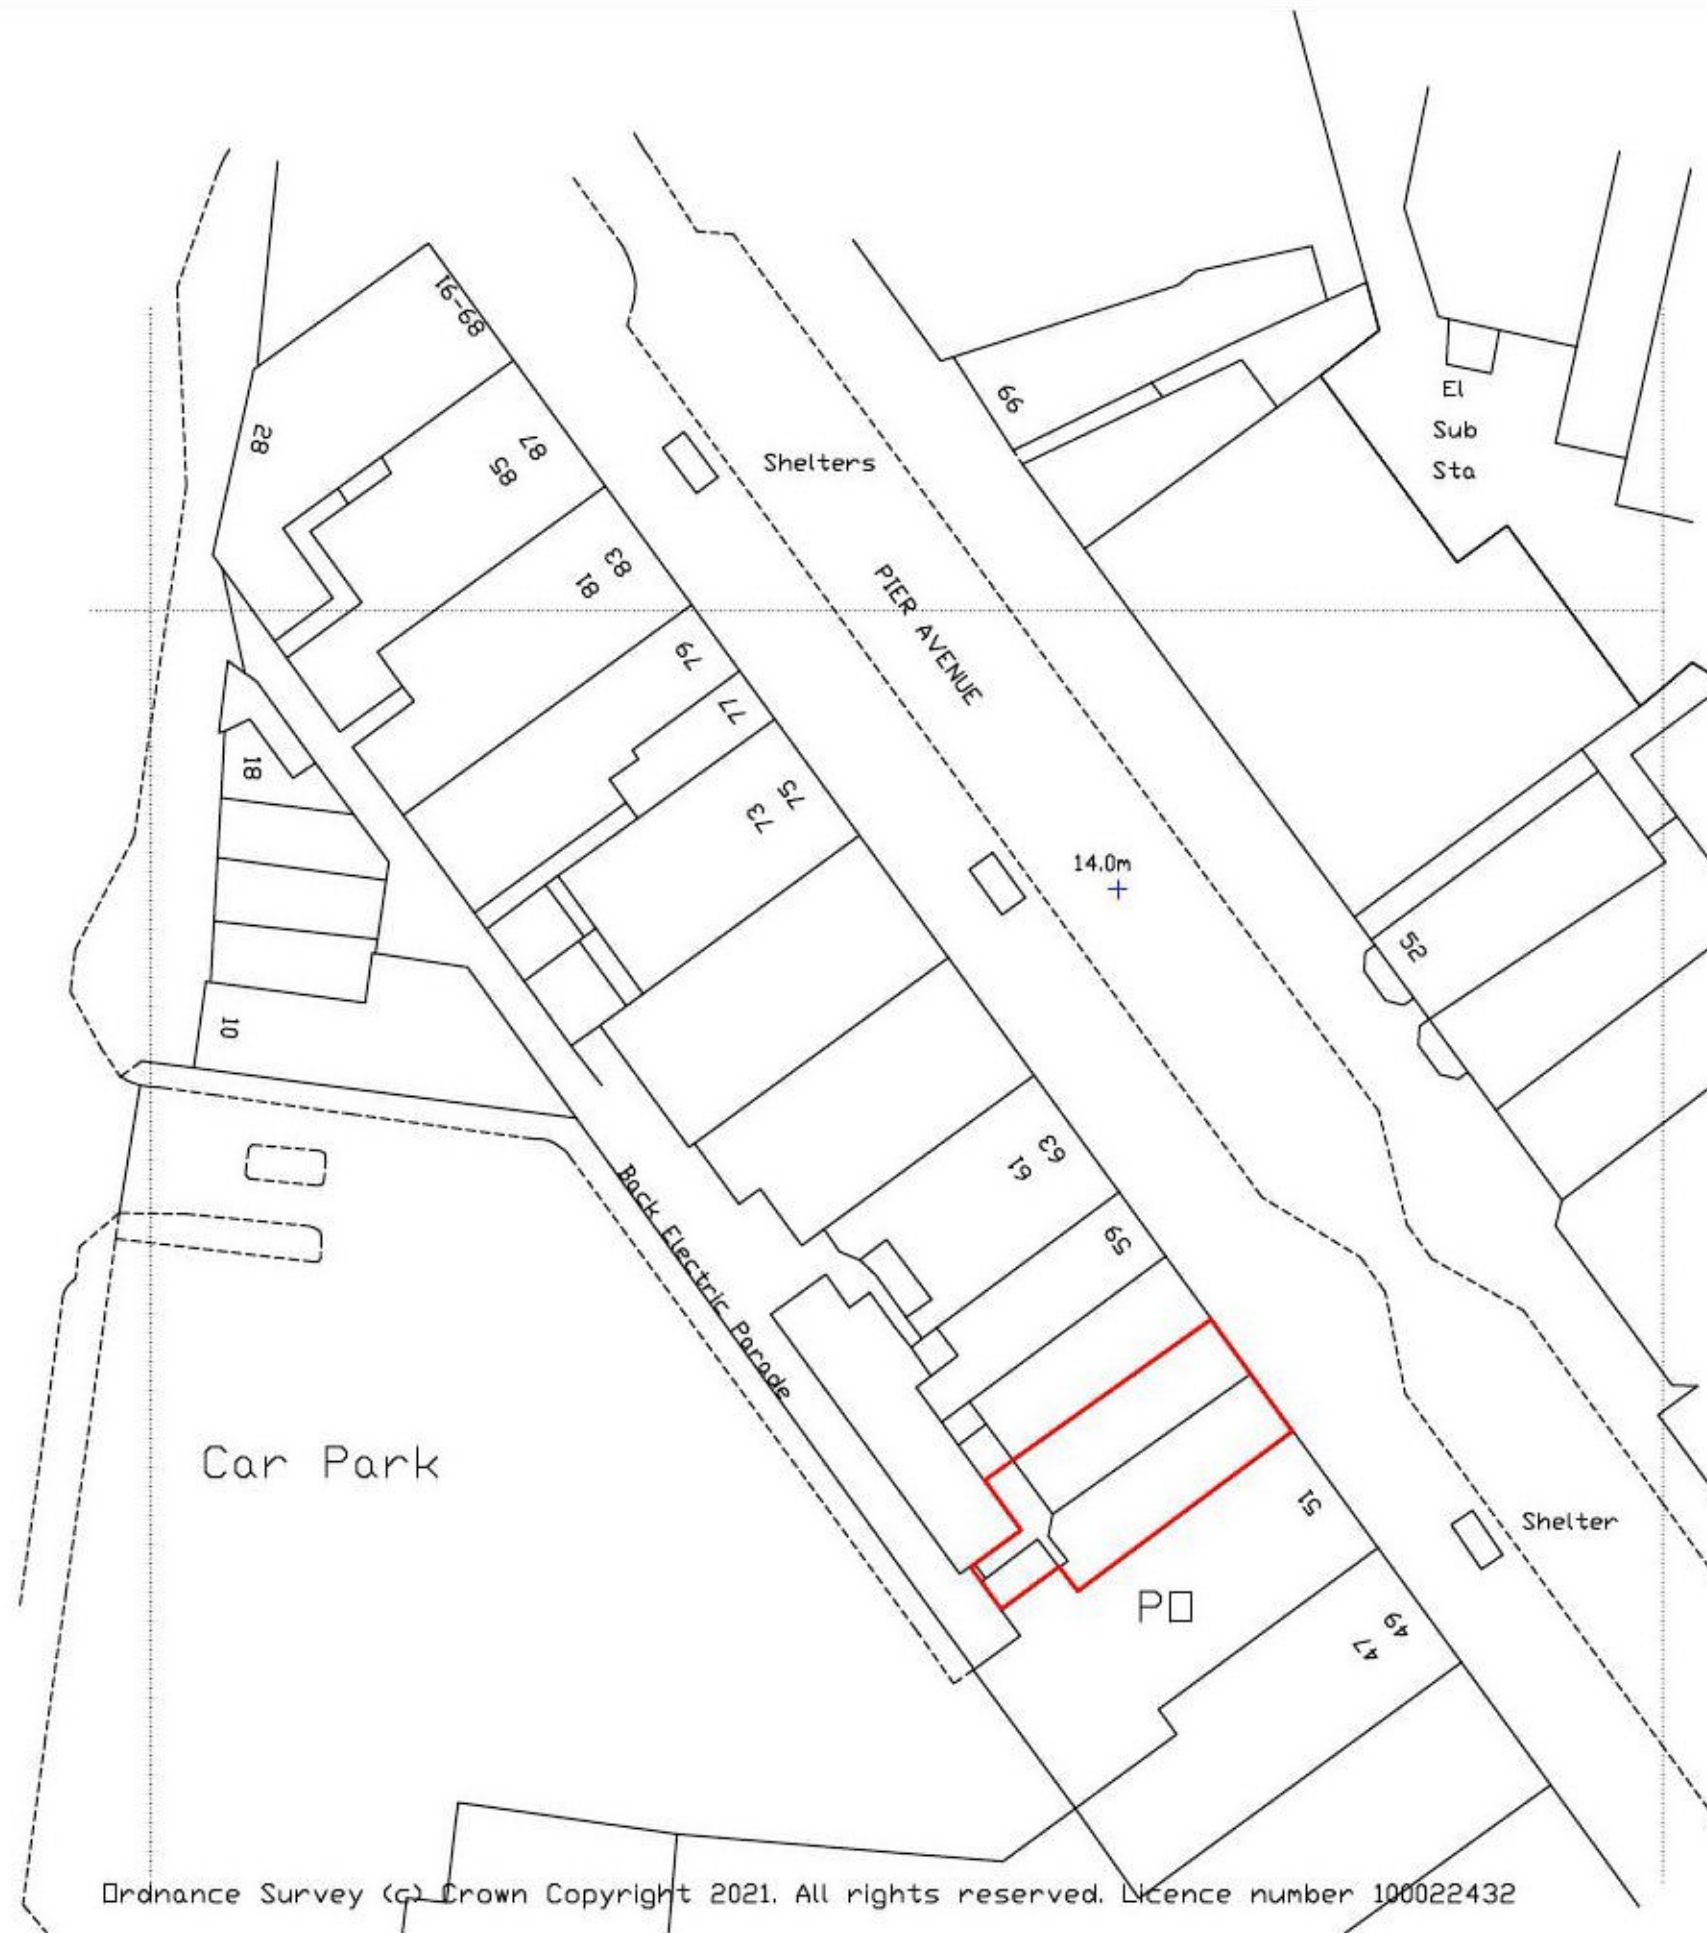 89-91
28
87
85
66
El
Sub
Sta
Shelters
83
81
PIER AVENUE
79
77
18
75
73
14.0m
52
10
63
61
Back Electric Parade
59
Car Park
51
Shelter
PO
49
47
Ordnance Survey (c) Crown Copyright 2021. All rights reserved. Licence number 100022432